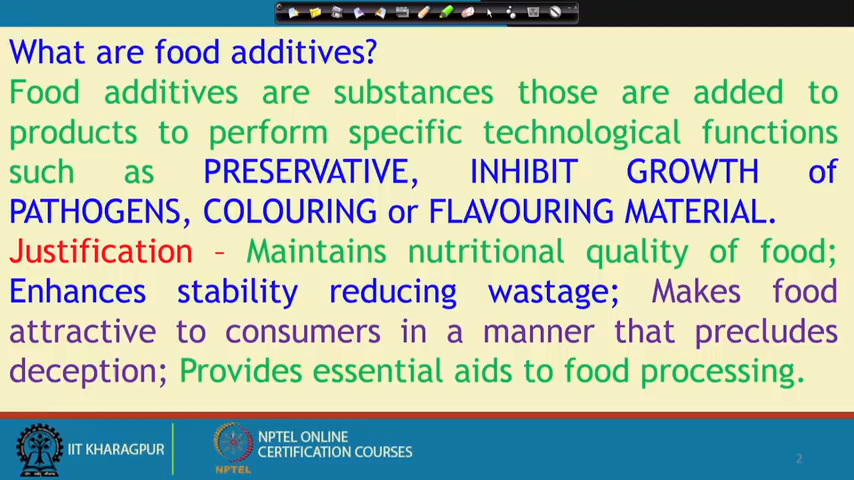 What are food additives?
Food additives are substances those are added to
products to perform specific technological functions
such as PRESERVATIVE, INHIBIT GROWTH of
PATHOGENS, COLOURING or FLAVOURING MATERIAL.
Justification – Maintains nutritional quality of food;
Enhances stability reducing wastage; Makes food
attractive to consumers in a manner that precludes
deception; Provides essential aids to food processing.
IIT KHARAGPUR
NPTEL
NPTEL ONLINE
CERTIFICATION COURSES
2